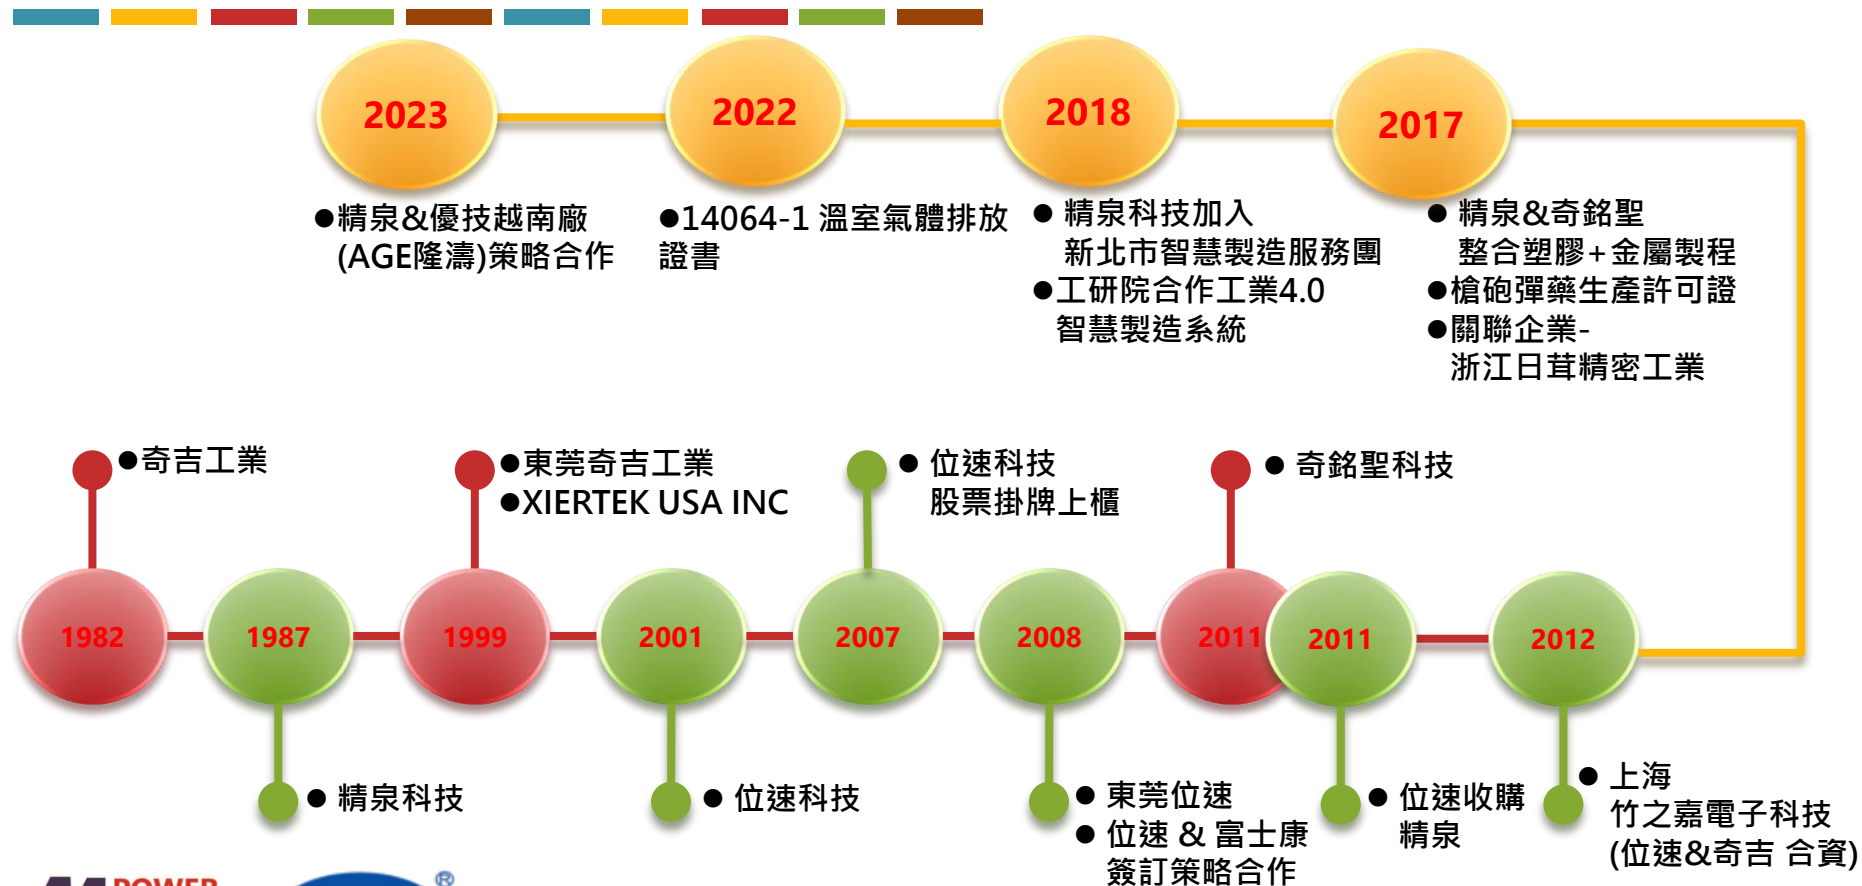 2023
2022
2018
2017
●精泉&優技越南廠
(AGE隆濤)策略合作
●14064-1 溫室氣體排放
證書
● 精泉科技加入
新北市智慧製造服務團
●工研院合作工業4.0
智慧製造系統
● 精泉&奇銘聖
整合塑膠+金屬製程
●槍砲彈藥生產許可證
●關聯企業-
浙江日茸精密工業
●奇吉工業
●東莞奇吉工業
●XIERTEK USA INC
● 位速科技
股票掛牌上櫃
● 奇銘聖科技
1982
1987
1999
2001
2007
2008
2011
2011
2012
● 精泉科技
● 位速科技
● 東莞位速
● 位速 & 富士康
簽訂策略合作
● 位速收購
精泉
● 上海
竹之嘉電子科技
(位速&奇吉 合資)
POWER
®